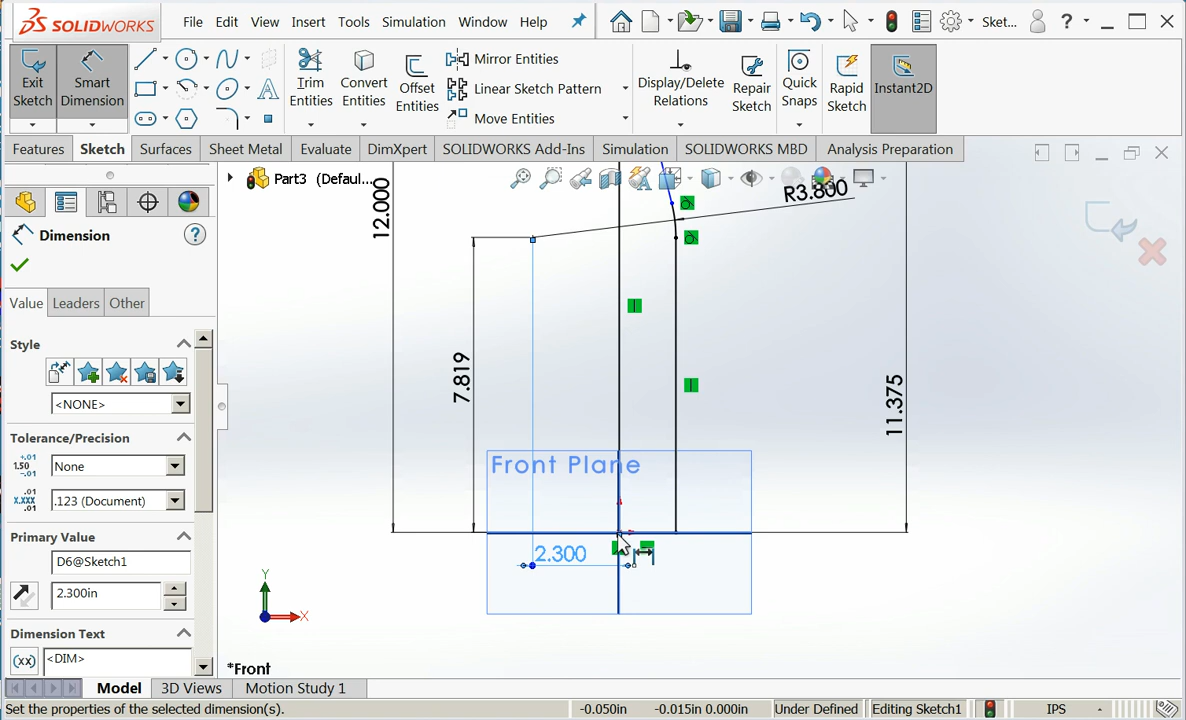 SOLIDWORKS
File Edit View Insert Tools Simulation Window Help
Sket...
?
Exit Sketch
Smart Dimension
A
Trim Entities
Convert Entities
Offset Entities
Mirror Entities
Linear Sketch Pattern
Move Entities
Display/Delete Relations
Repair Sketch
Quick Snaps
Rapid Sketch
Instant2D
Features Sketch Surfaces Sheet Metal Evaluate DimXpert SOLIDWORKS Add-Ins Simulation SOLIDWORKS MBD Analysis Preparation
Part3 (Defaul...
Dimension
?
Value Leaders Other
Style
<NONE>
Tolerance/Precision
None
.123 (Document)
Primary Value
D6@Sketch1
2.300in
Dimension Text
(xx)
<DIM>
12.000
R3.800
7.819
11.375
Front Plane
2.300
Y
X
*Front
Model 3D Views Motion Study 1
Set the properties of the selected dimension(s).
-0.050in -0.015in 0.000in Under Defined Editing Sketch1 IPS